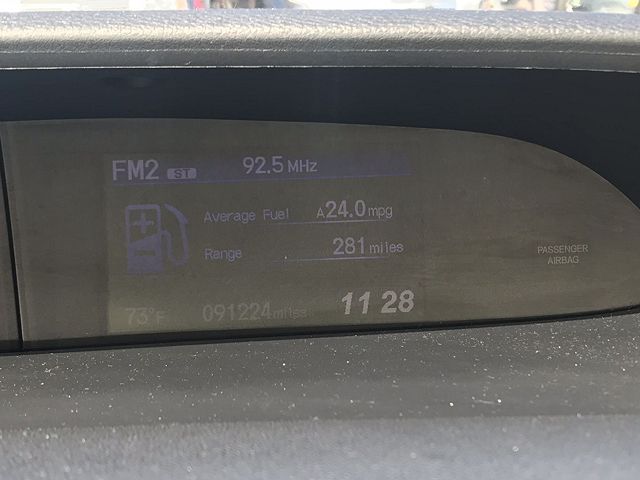 FM2 ST 92.5 MHz
Average Fuel A24.0 mpg
Range 281 miles
PASSENGER
AIRBAG
73°F 091224 miles 11 28